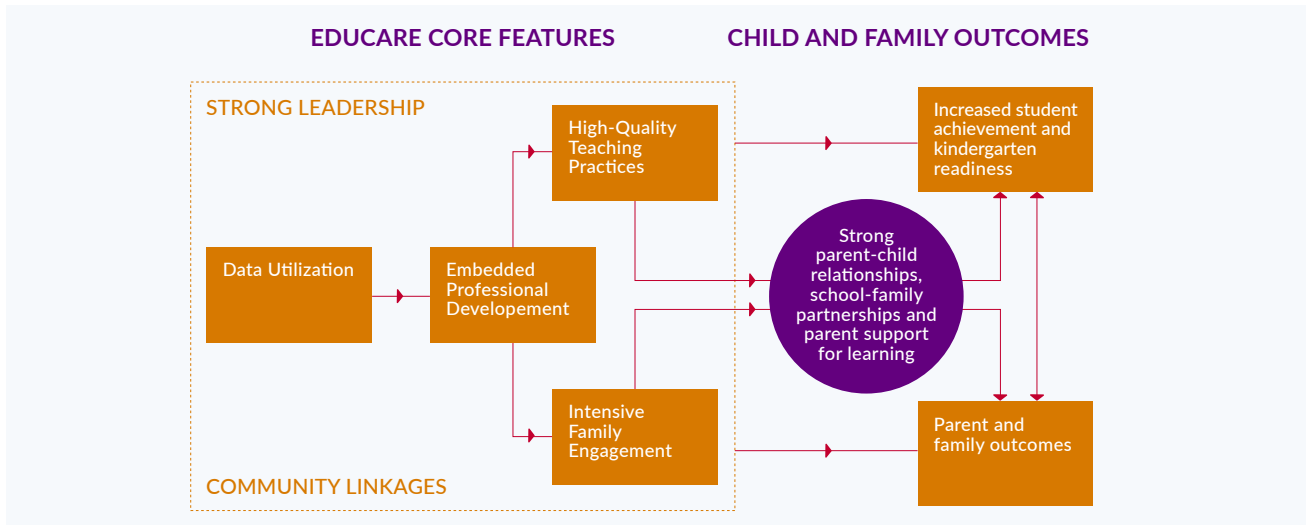 EDUCARE CORE FEATURES
CHILD AND FAMILY OUTCOMES
STRONG LEADERSHIP
High-Quality
Teaching
Practices
Increased student
achievement and
kindergarten
readiness
Data Utilization
Embedded
Professional
Developement
Strong
parent-child
relationships,
school-family
partnerships and
parent support
for learning
Intensive
Family
Engagement
Parent and
family outcomes
COMMUNITY LINKAGES